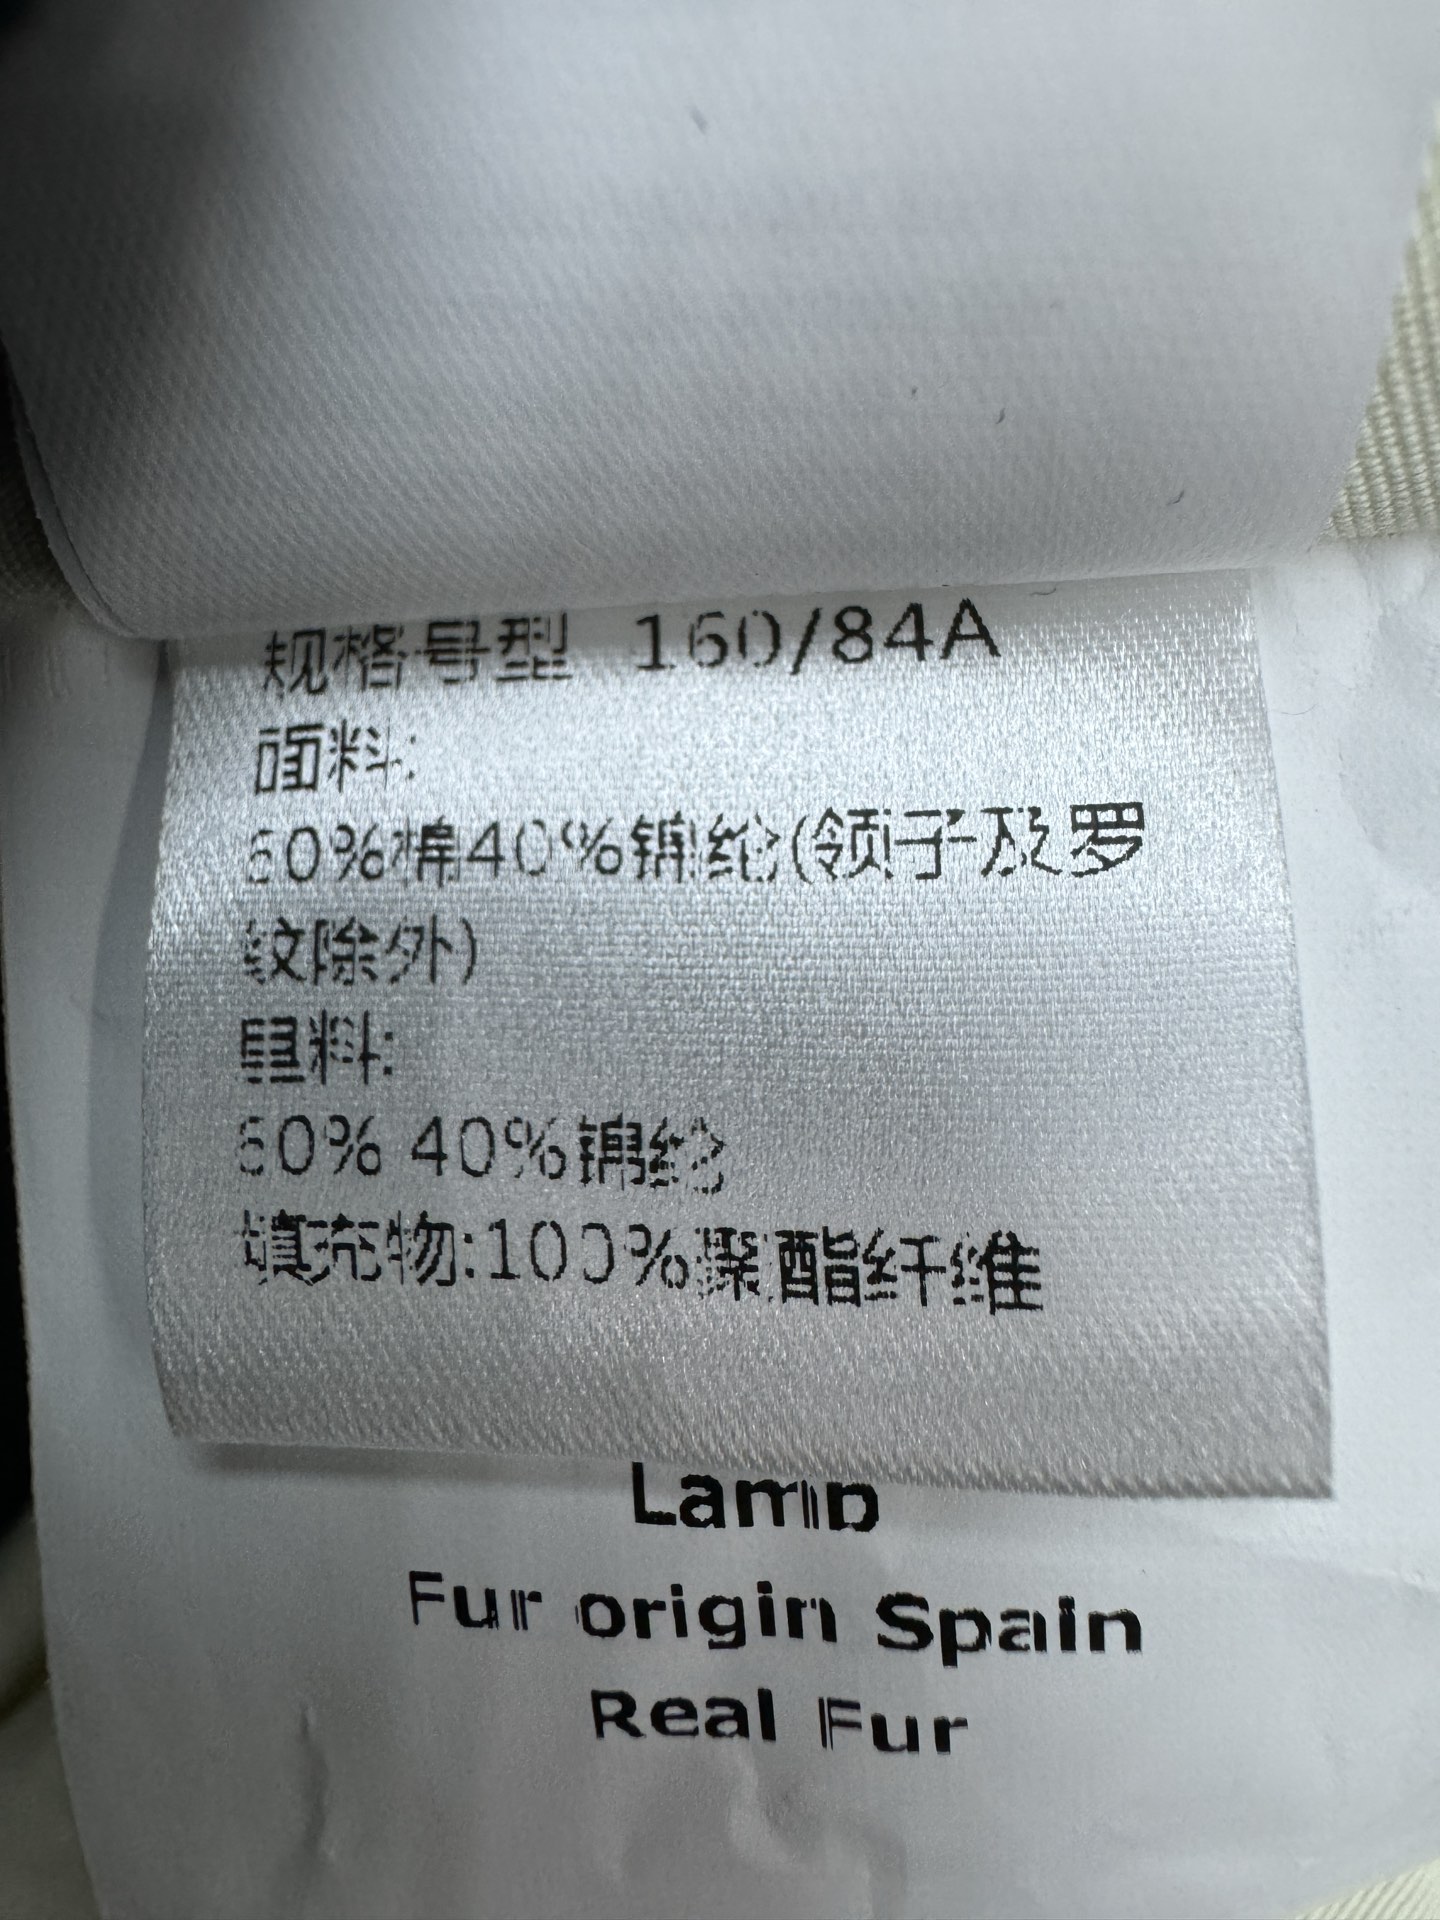 规格号型 160/84A
面料:
60%棉40%锦纶(领子及罗
纹除外)
里料:
60% 40%锦纶
填充物:100%聚酯纤维
Lamb
Fur origin Spain
Real Fur